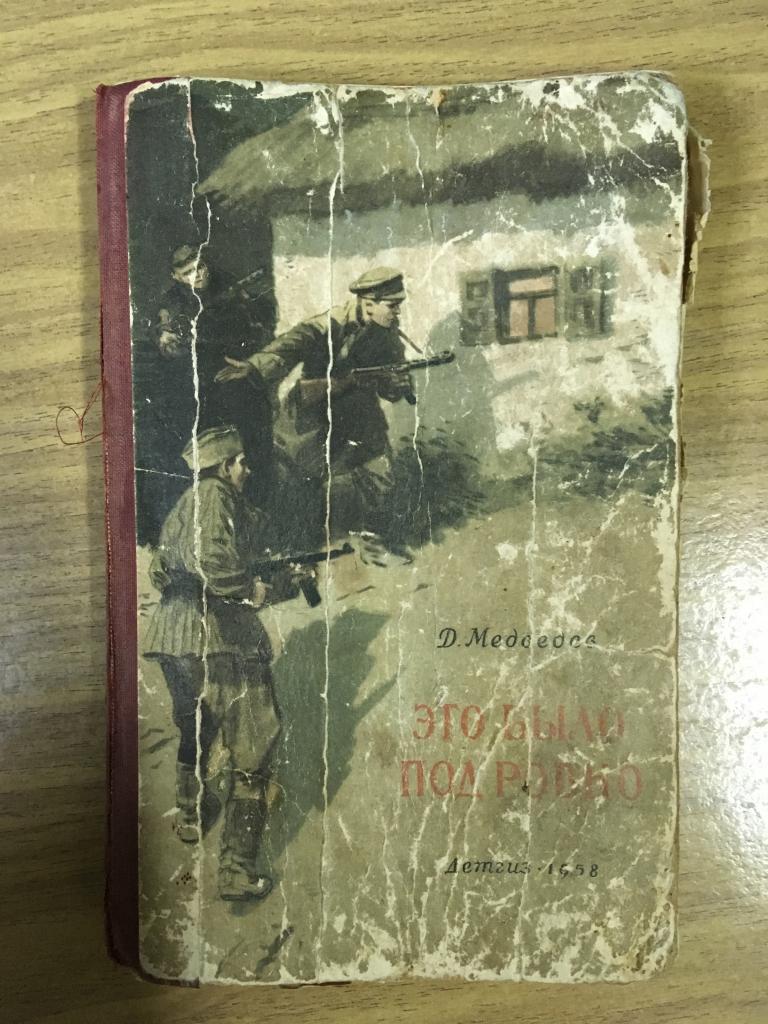 Д. Медведев
ЭТО БЫЛО
ПОД РОВНО
Детгиз · 1958